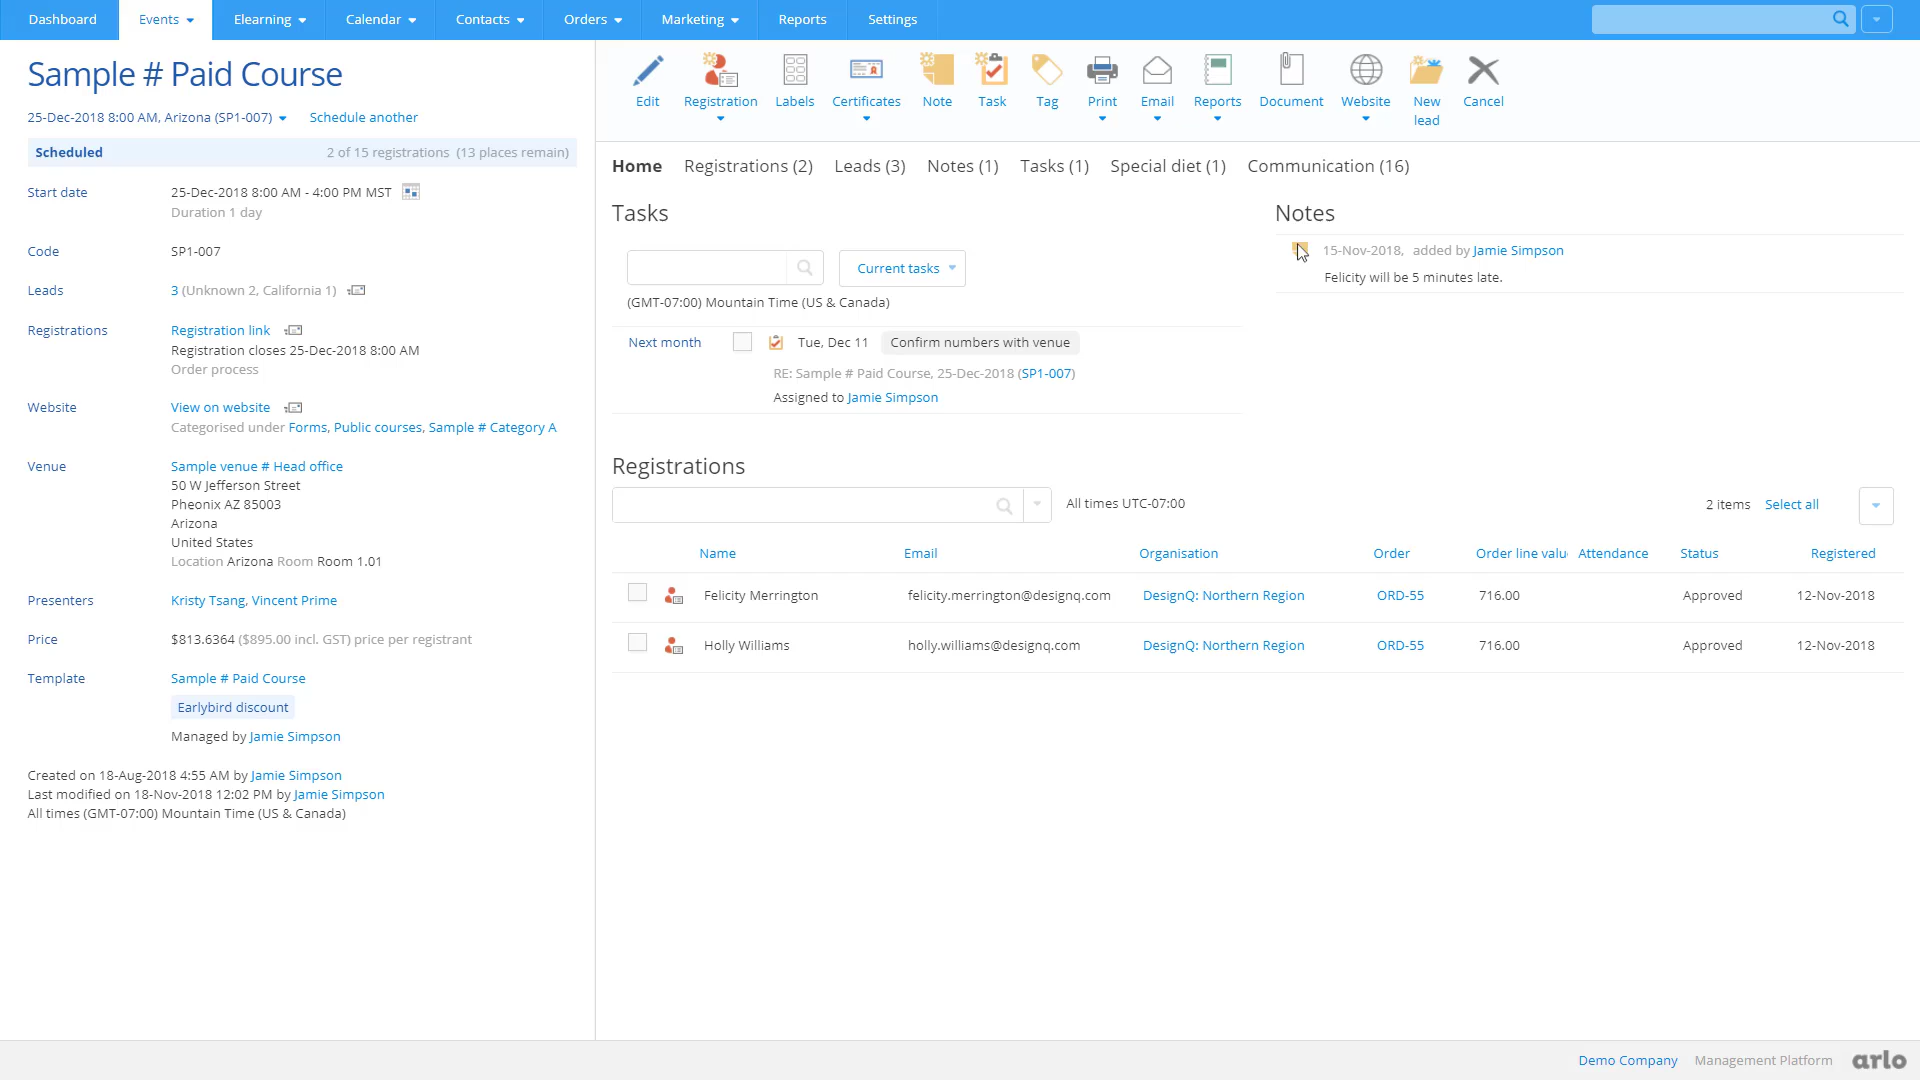 Dashboard Events Elearning Calendar Contacts Orders Marketing Reports Settings
Sample # Paid Course
25-Dec-2018 8:00 AM, Arizona (SP1-007) Schedule another
Scheduled 2 of 15 registrations (13 places remain)
Start date 25-Dec-2018 8:00 AM - 4:00 PM MST
Duration 1 day
Code SP1-007
Leads 3 (Unknown 2, California 1)
Registrations Registration link
Registration closes 25-Dec-2018 8:00 AM
Order process
Website View on website
Categorised under Forms, Public courses, Sample # Category A
Venue Sample venue # Head office
50 W Jefferson Street
Pheonix AZ 85003
Arizona
United States
Location Arizona Room Room 1.01
Presenters Kristy Tsang, Vincent Prime
Price $813.6364 ($895.00 incl. GST) price per registrant
Template Sample # Paid Course
Earlybird discount
Managed by Jamie Simpson
Created on 18-Aug-2018 4:55 AM by Jamie Simpson
Last modified on 18-Nov-2018 12:02 PM by Jamie Simpson
All times (GMT-07:00) Mountain Time (US & Canada)
Edit Registration Labels Certificates Note Task Tag Print Email Reports Document Website New lead Cancel
Home Registrations (2) Leads (3) Notes (1) Tasks (1) Special diet (1) Communication (16)
Tasks
Current tasks
(GMT-07:00) Mountain Time (US & Canada)
Next month Tue, Dec 11 Confirm numbers with venue
RE: Sample # Paid Course, 25-Dec-2018 (SP1-007)
Assigned to Jamie Simpson
Notes
15-Nov-2018, added by Jamie Simpson
Felicity will be 5 minutes late.
Registrations
All times UTC-07:00 2 items Select all
Name Email Organisation Order Order line valu Attendance Status Registered
Felicity Merrington felicity.merrington@designq.com DesignQ: Northern Region ORD-55 716.00 Approved 12-Nov-2018
Holly Williams holly.williams@designq.com DesignQ: Northern Region ORD-55 716.00 Approved 12-Nov-2018
Demo Company Management Platform arlo